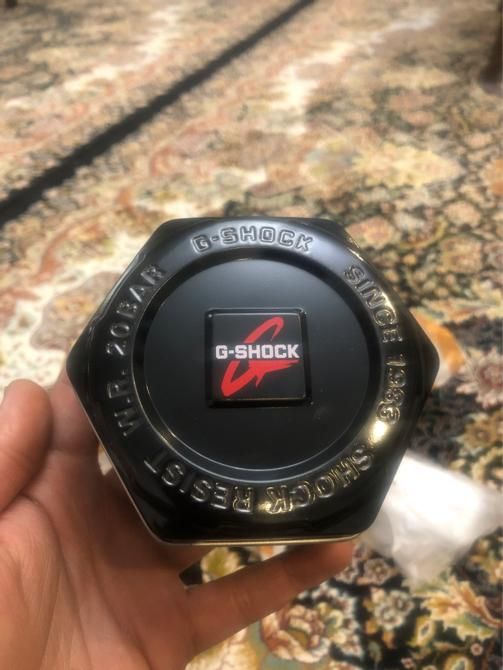 G-SHOCK
SINCE 1983
SHOCK RESIST
W.R. 20BAR
G-SHOCK